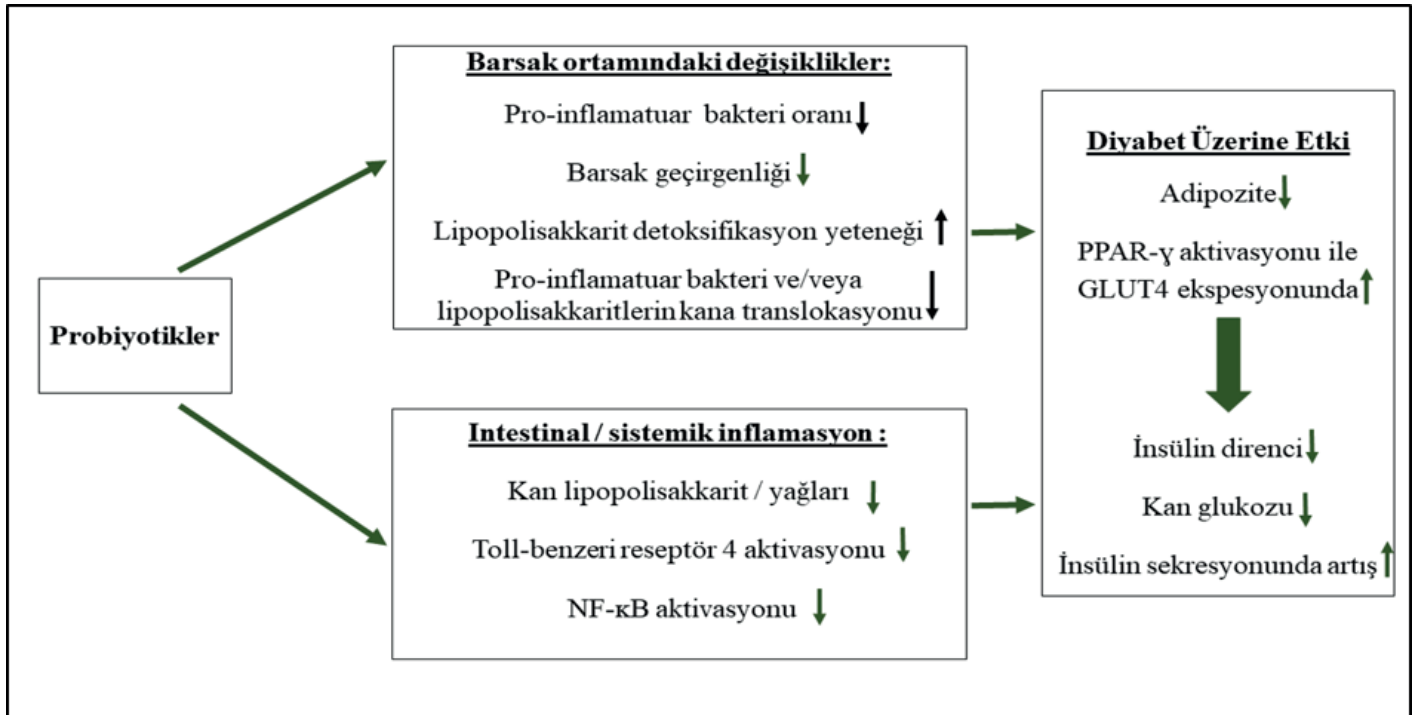 Probiyotikler
Barsak ortamındaki değişiklikler:
Pro-inflamatuar bakteri oranı ↓
Barsak geçirgenliği ↓
Lipopolisakkarit detoksifikasyon yeteneği ↑
Pro-inflamatuar bakteri ve/veya
lipopolisakkaritlerin kana translokasyonu ↓
Intestinal / sistemik inflamasyon :
Kan lipopolisakkarit / yağları ↓
Toll-benzeri reseptör 4 aktivasyonu ↓
NF-κB aktivasyonu ↓
Diyabet Üzerine Etki
Adipozite ↓
PPAR-ɣ aktivasyonu ile
GLUT4 ekspesyonunda ↑
İnsülin direnci ↓
Kan glukozu ↓
İnsülin sekresyonunda artış ↑